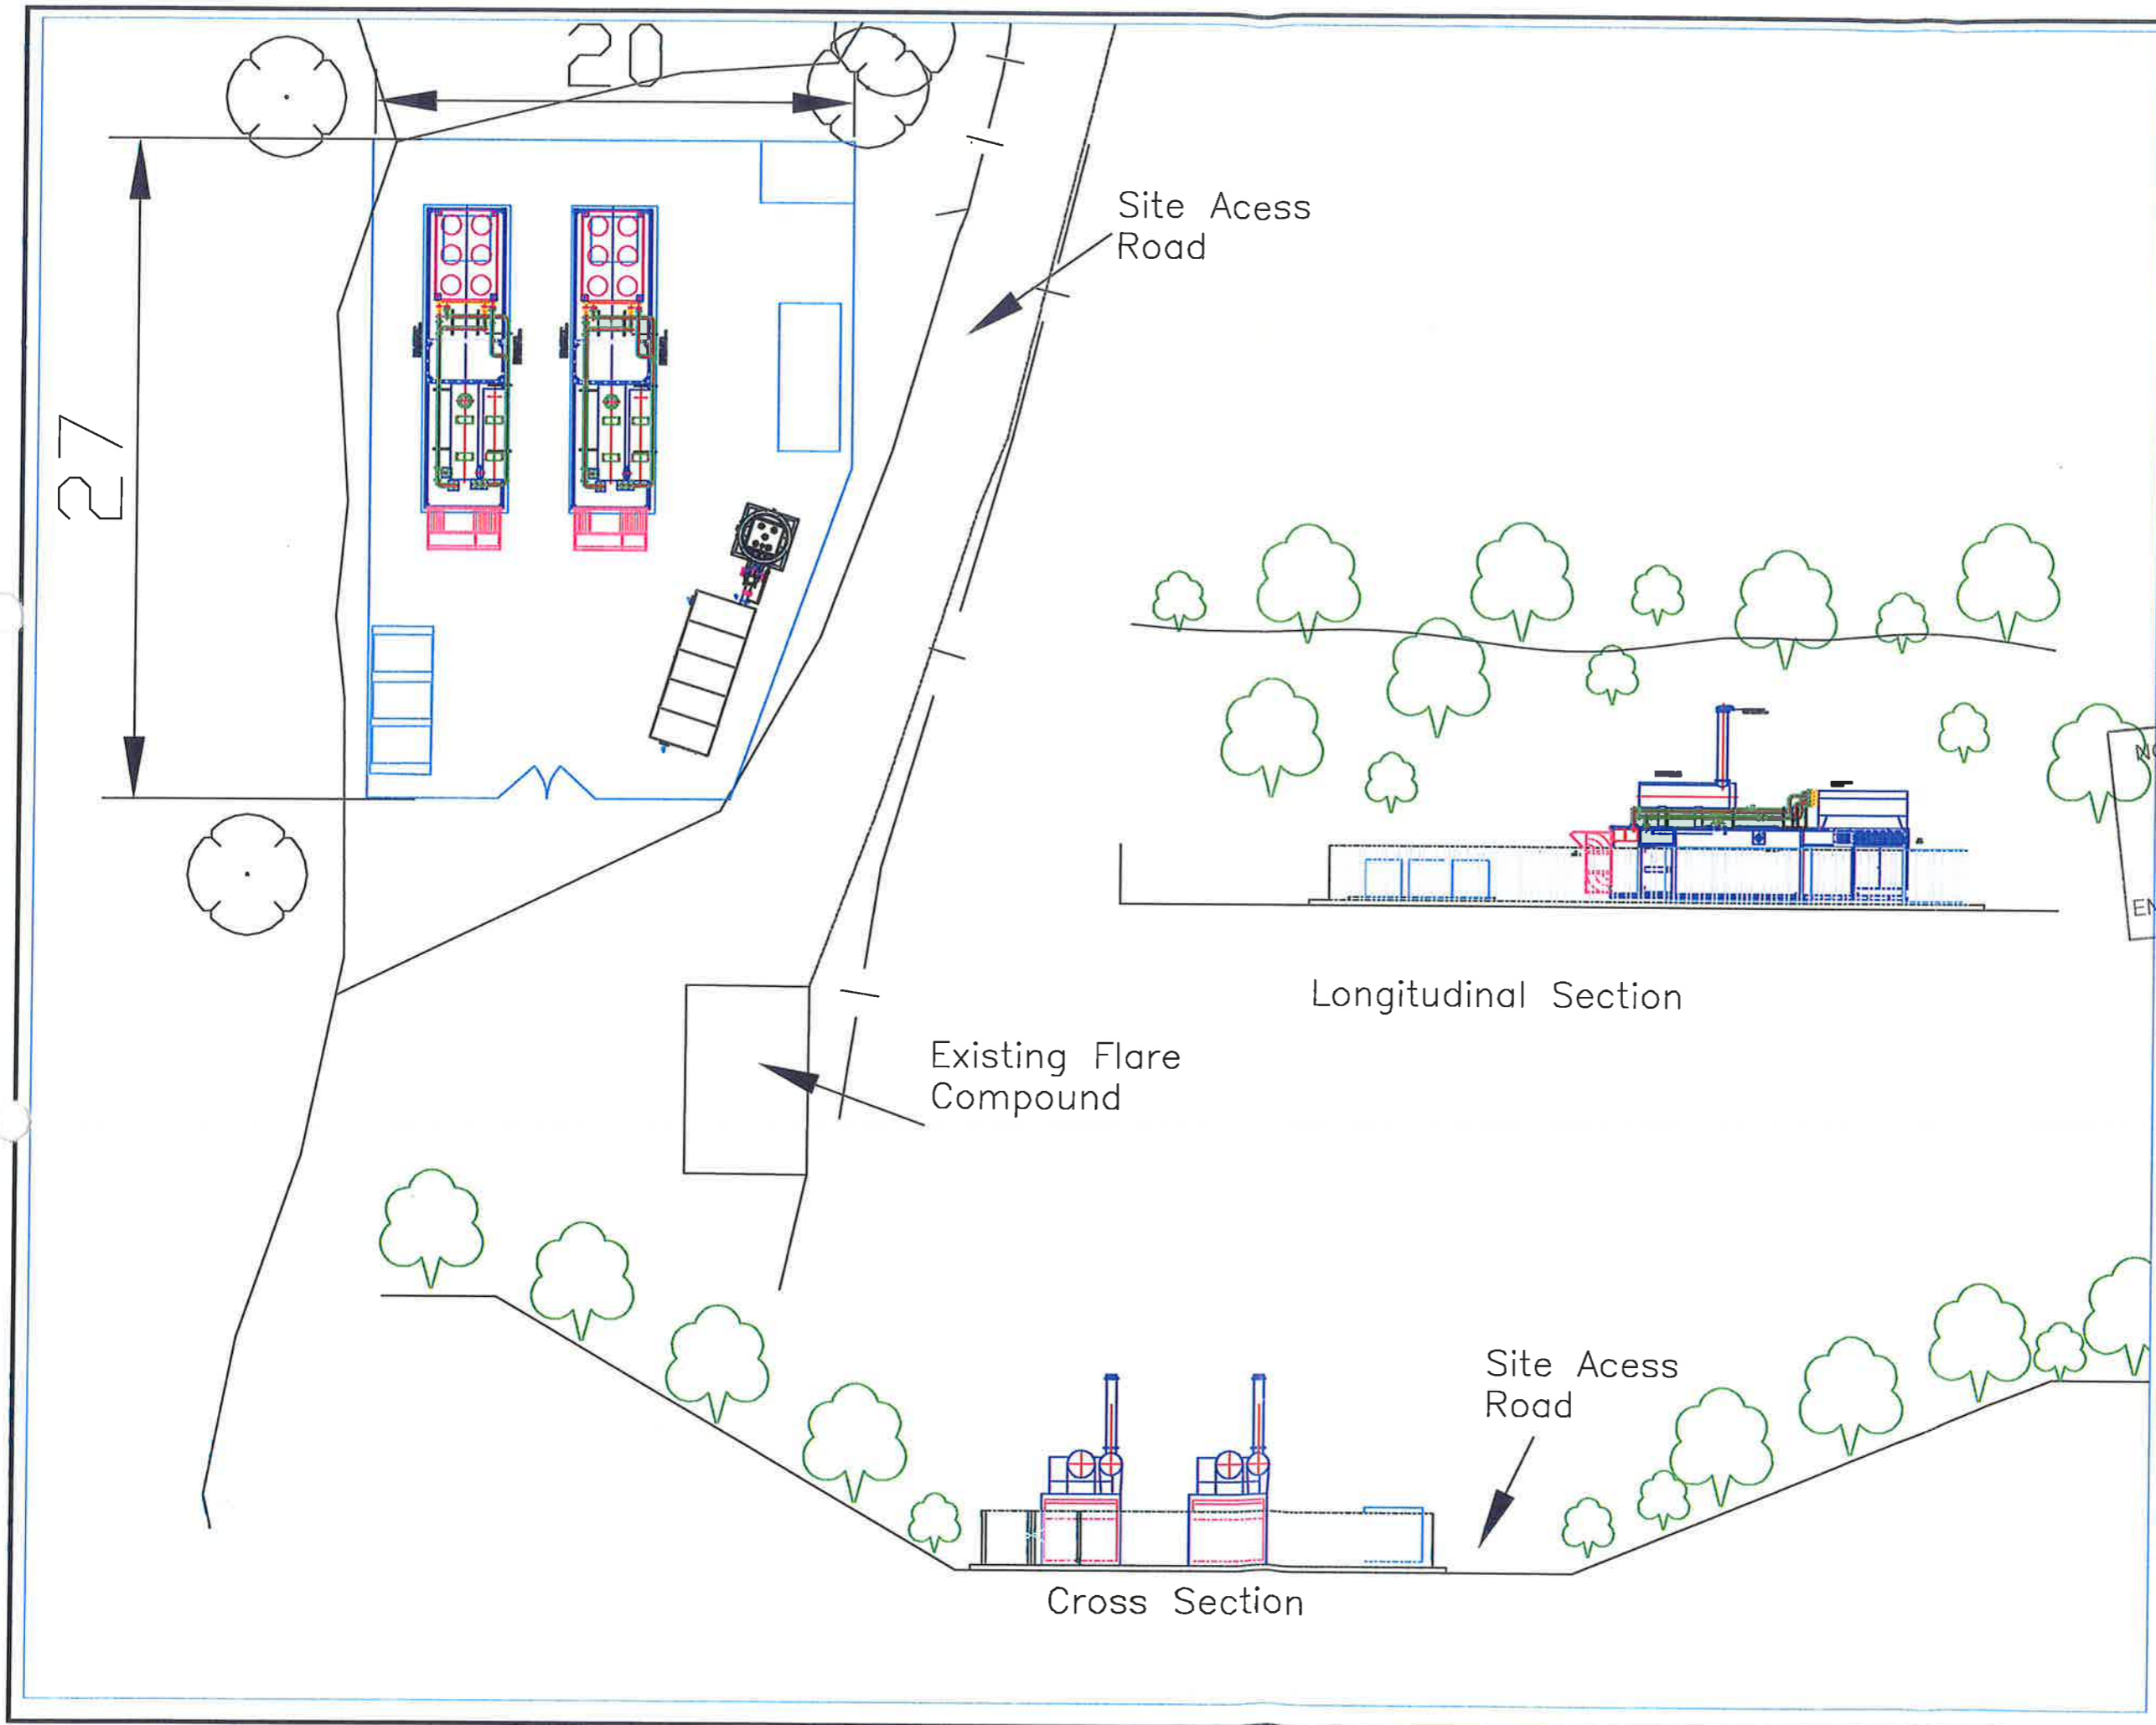 20
27
Site Acess
Road
Longitudinal Section
Existing Flare
Compound
Site Acess
Road
Cross Section